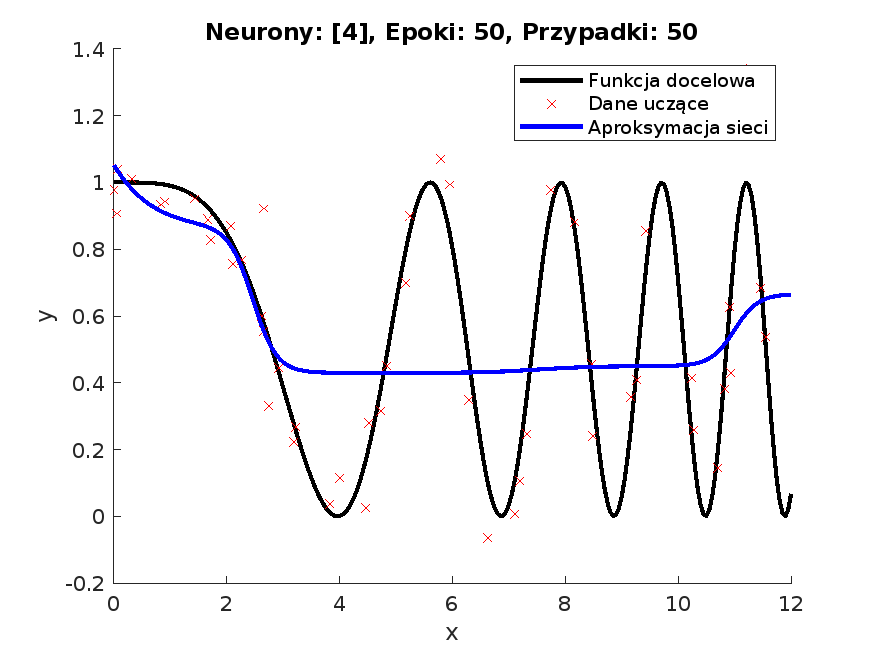 Neurony: [4], Epoki: 50, Przypadki: 50
1.4
1.2
1
0.8
0.6
0.4
0.2
0
-0.2
y
Funkcja docelowa
Dane uczące
Aproksymacja sieci
0 2 4 6 8 10 12
x